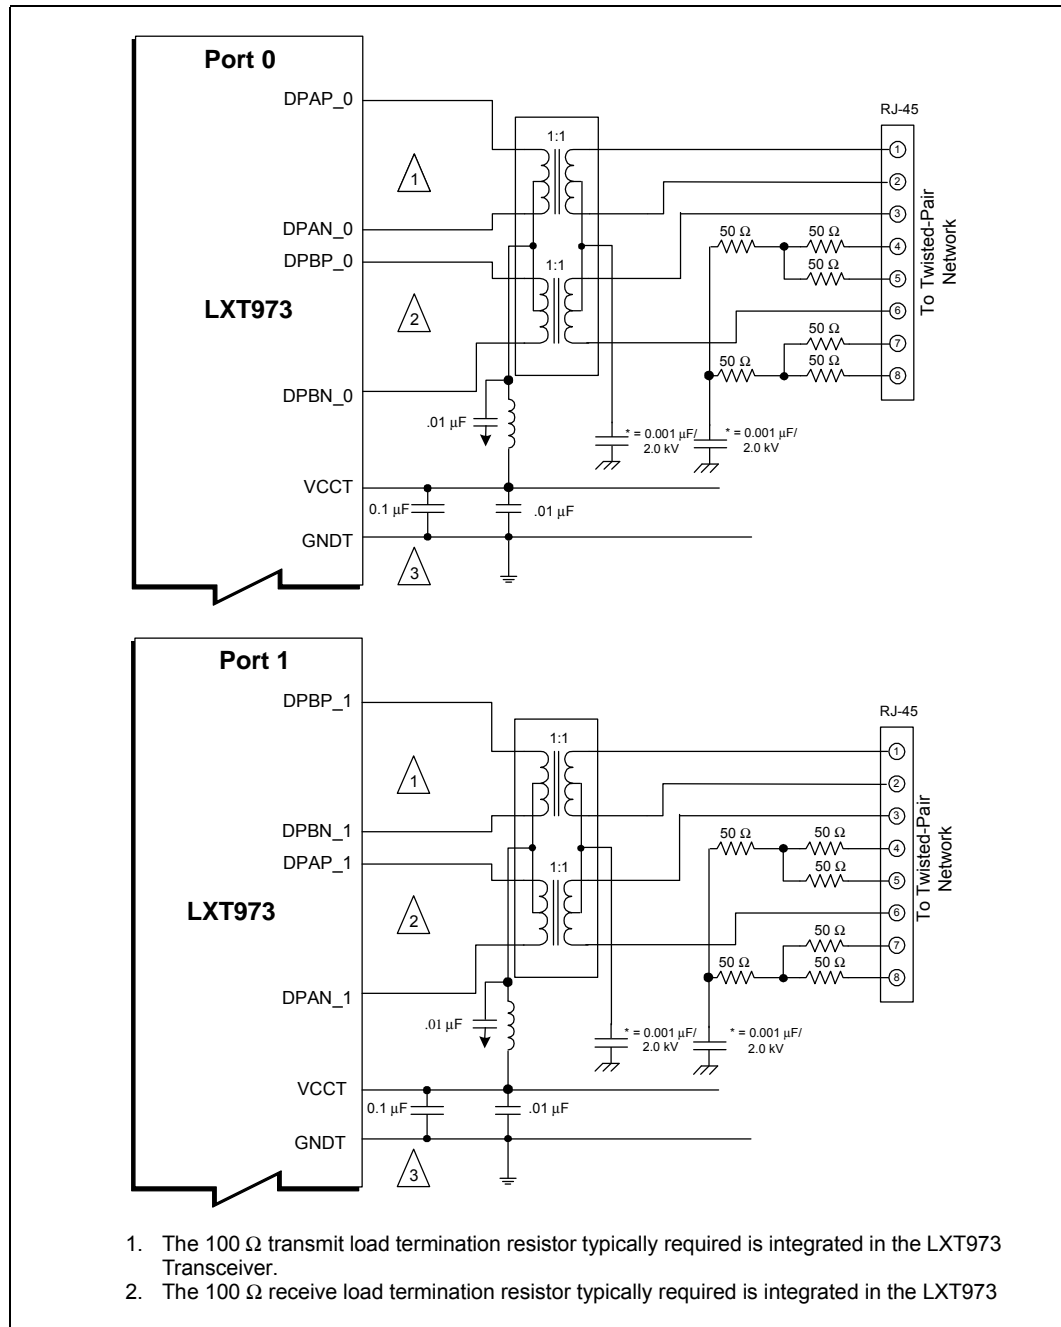 Port 0
DPAP_0
RJ-45
1:1
1
1
2
3
DPAN_0
50 Ω
50 Ω
4
DPBP_0
1:1
50 Ω
5
To Twisted-Pair
Network
LXT973
2
6
50 Ω
7
50 Ω
50 Ω
8
DPBN_0
.01 µF
* = 0.001 µF/
2.0 kV
* = 0.001 µF/
2.0 kV
VCCT
0.1 µF
.01 µF
GNDT
3
Port 1
DPBP_1
RJ-45
1:1
1
1
2
3
DPBN_1
50 Ω
50 Ω
4
DPAP_1
1:1
50 Ω
5
To Twisted-Pair
Network
LXT973
2
6
50 Ω
7
50 Ω
50 Ω
8
DPAN_1
.01 µF
* = 0.001 µF/
2.0 kV
* = 0.001 µF/
2.0 kV
VCCT
0.1 µF
.01 µF
GNDT
3
1. The 100 Ω transmit load termination resistor typically required is integrated in the LXT973
Transceiver.
2. The 100 Ω receive load termination resistor typically required is integrated in the LXT973